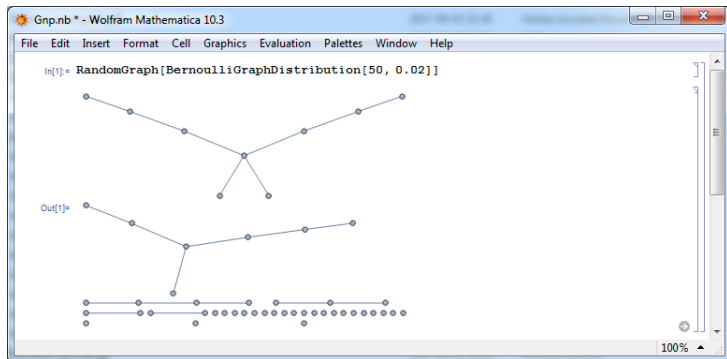 Gnp.nb * - Wolfram Mathematica 10.3
File Edit Insert Format Cell Graphics Evaluation Palettes Window Help
In[1]:= RandomGraph[BernoulliGraphDistribution[50, 0.02]]
Out[1]=
100%